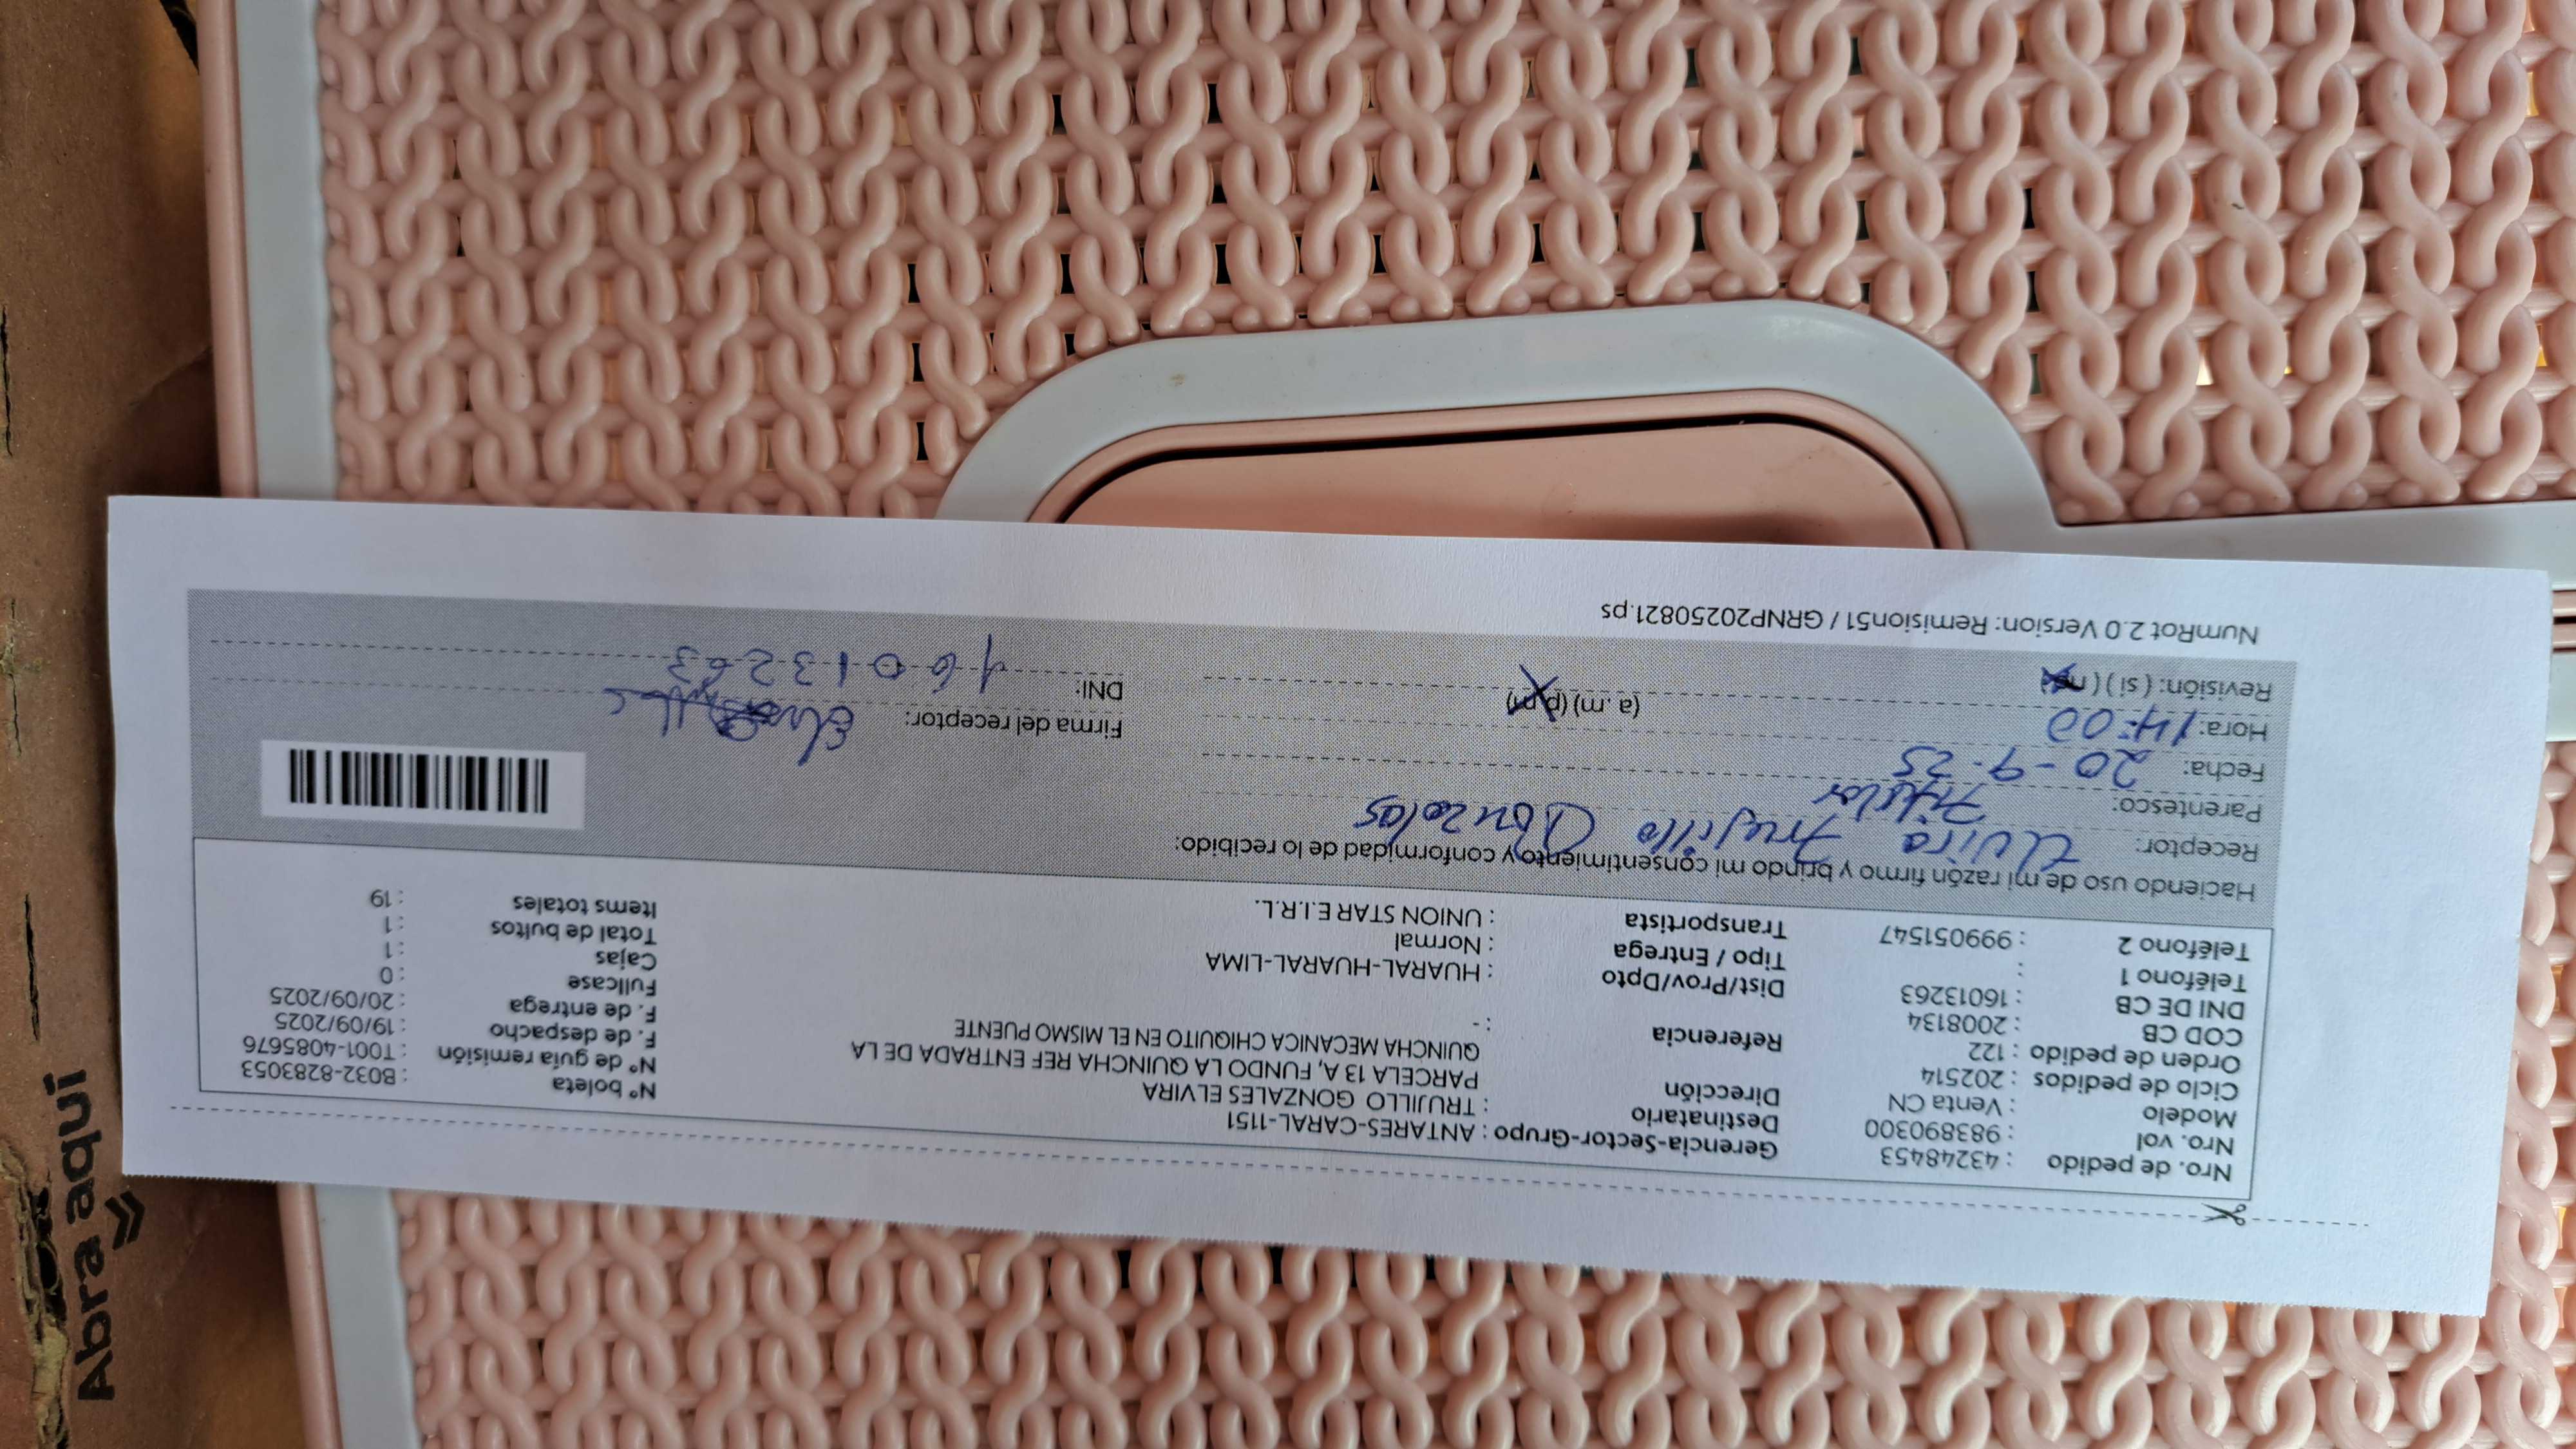 Nro. de pedido : 43248453 Gerencia-Sector-Grupo : ANTARES-CARAL-1151 N° boleta : B032-8283053
Nro. vol : 983890300 Destinatario : TRUJILLO GONZALES ELVIRA N° de guía remisión : T001-4085676
Modelo : Venta CN Dirección PARCELA 13 A, FUNDO LA QUINCHA REF ENTRADA DE LA F. de despacho : 19/09/2025
Ciclo de pedidos : 202514 QUINCHA MECANICA CHIQUITO EN EL MISMO PUENTE F. de entrega : 20/09/2025
Orden de pedido : 122 Referencia : - Fullcase : 0
COD CB : 2008134 Dist/Prov/Dpto : HUARAL-HUARAL-LIMA Cajas : 1
DNI DE CB : 16013263 Tipo / Entrega : Normal Total de bultos : 1
Teléfono 1 : Transportista : UNION STAR E.I.R.L. Items totales : 19
Teléfono 2 : 999051547
Haciendo uso de mi razón firmo y brindo mi consentimiento y conformidad de lo recibido:
Receptor: Elvira Trujillo Gonzales
Parentesco: Titular
Fecha: 20-9-25
Hora: 14:00 (a. m) (p.m) Firma del receptor:
Revisión: (si) (no) DNI: 16013263
NumRot 2.0 Version: Remision51 / GRNP20250821.ps
Abra aquí